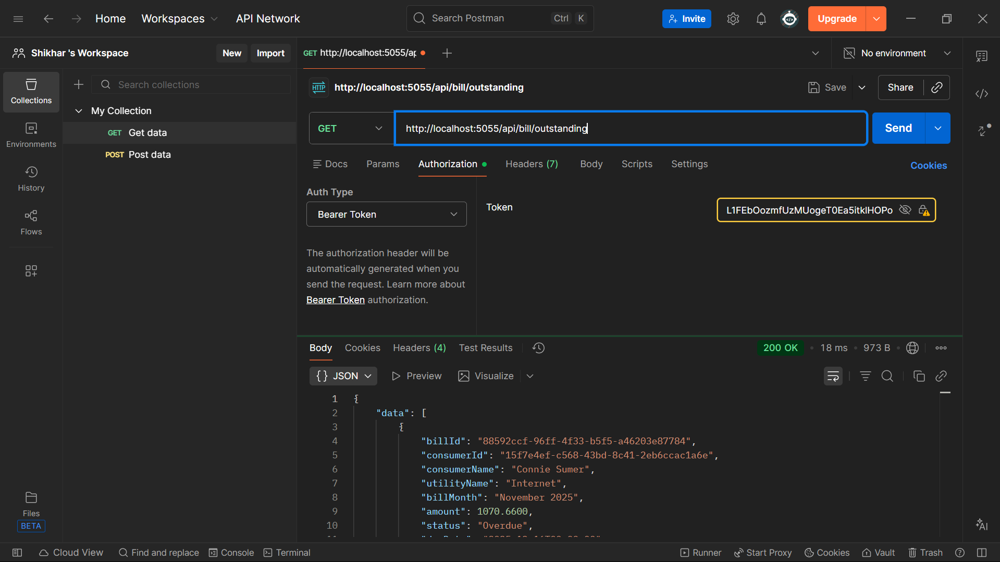 Home Workspaces API Network Search Postman Ctrl K Invite Upgrade
Shikhar 's Workspace New Import
GET http://localhost:5055/ap No environment
Collections
Search collections
My Collection
GET Get data
POST Post data
Environments
History
Flows
Files
BETA
HTTP http://localhost:5055/api/bill/outstanding Save Share
GET http://localhost:5055/api/bill/outstanding Send
Docs Params Authorization Headers (7) Body Scripts Settings Cookies
Auth Type
Bearer Token
Token L1FEbOozmfUzMUogeT0Ea5itklHOPo
The authorization header will be
automatically generated when you
send the request. Learn more about
Bearer Token authorization.
Body Cookies Headers (4) Test Results 200 OK • 18 ms • 973 B
{} JSON Preview Visualize
1 {
2 "data": [
3 {
4 "billId": "88592ccf-96ff-4f33-b5f5-a46203e87784",
5 "consumerId": "15f7e4ef-c568-43bd-8c41-2eb6ccac1a6e",
6 "consumerName": "Connie Sumer",
7 "utilityName": "Internet",
8 "billMonth": "November 2025",
9 "amount": 1070.6600,
10 "status": "Overdue",
Cloud View Find and replace Console Terminal Runner Start Proxy Cookies Vault Trash